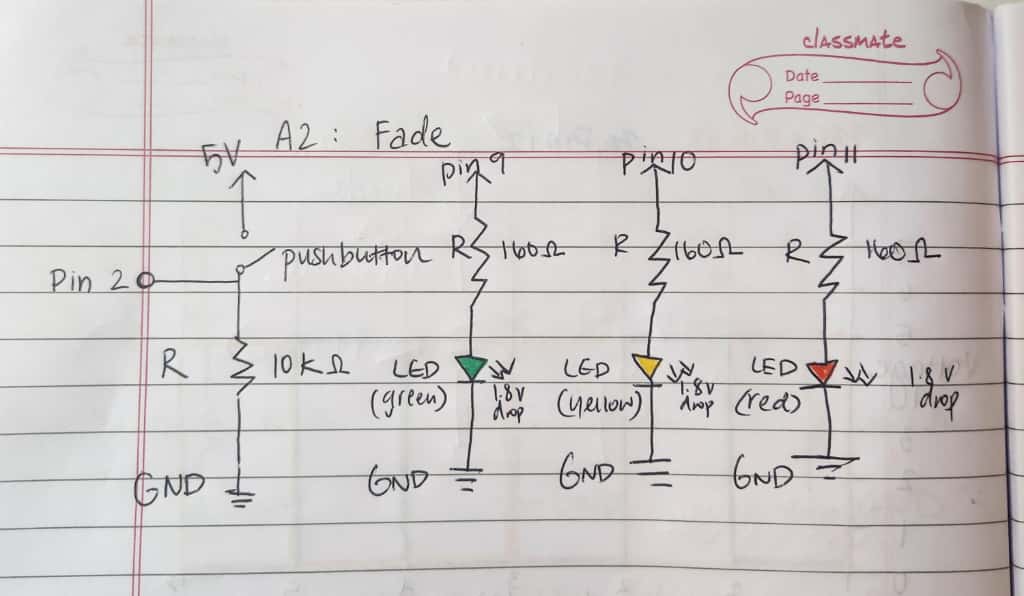 classmate
Date
Page
A2 : Fade
5V
pin 9
pin 10
pin 11
pushbutton
R 160Ω
R 160Ω
R 160Ω
Pin 2
R 10KΩ
LED
(green)
1.8V
drop
LED
(yellow)
1.8V
drop
LED
(red)
1.8 V
drop
GND
GND
GND
GND